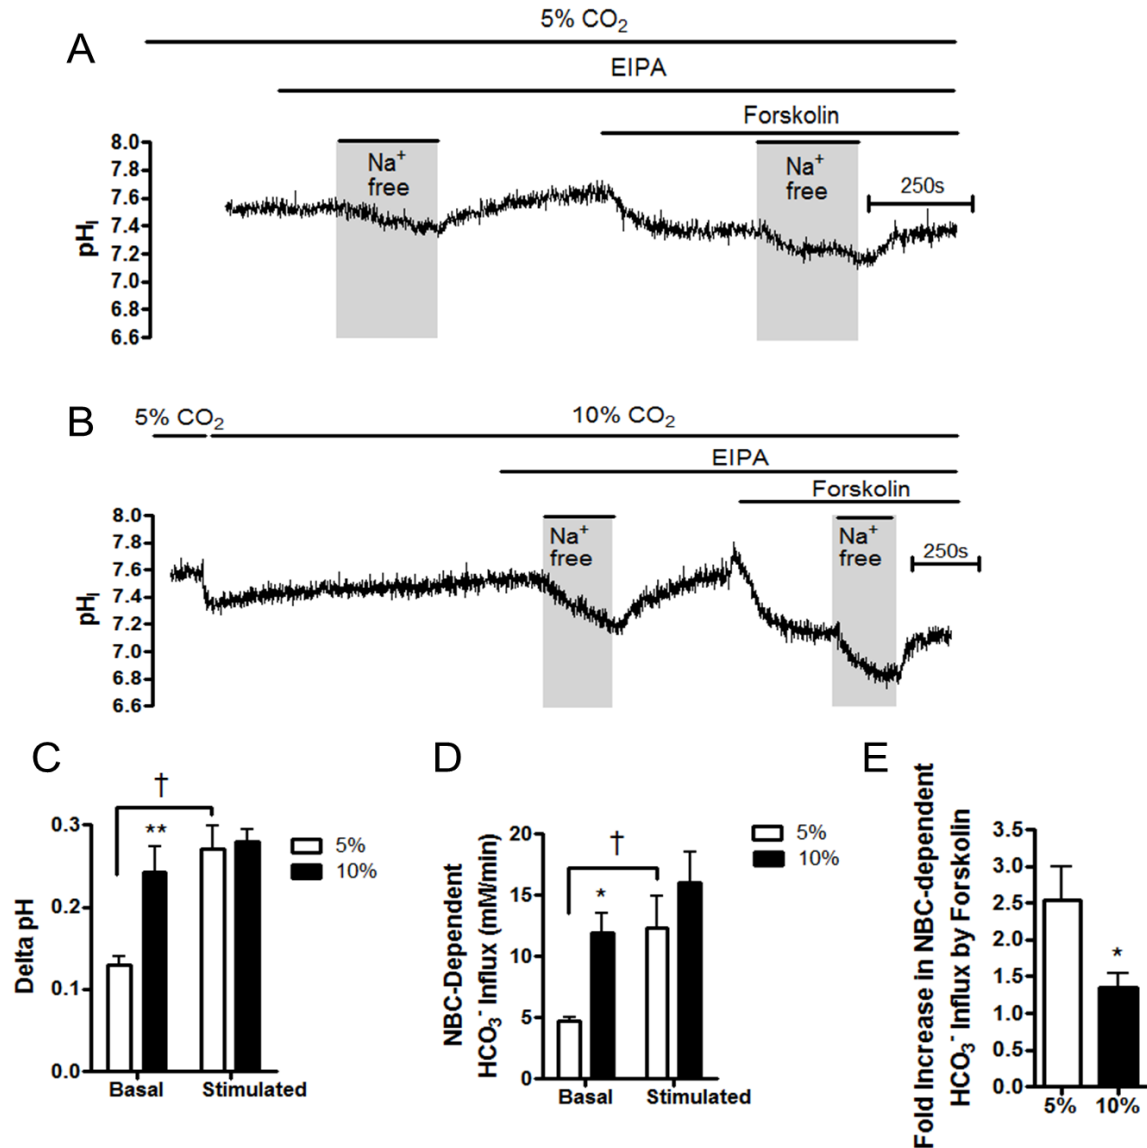 A
5% CO2
EIPA
Forskolin
Na+
free
Na+
free
250s
pHi
8.0
7.6
7.4
7.2
7.0
6.8
6.6
B
5% CO2
10% CO2
EIPA
Forskolin
Na+
free
Na+
free
250s
pHi
8.0
7.8
7.6
7.4
7.2
7.0
6.8
6.6
C
†
**
Delta pH
0.3
0.2
0.1
0.0
Basal
Stimulated
5%
10%
D
†
*
NBC-Dependent
HCO3- Influx (mM/min)
20
15
10
5
0
Basal
Stimulated
5%
10%
E
Fold Increase in NBC-dependent
HCO3- Influx by Forskolin
3.5
3.0
2.5
2.0
1.5
1.0
0.5
0.0
*
5%
10%